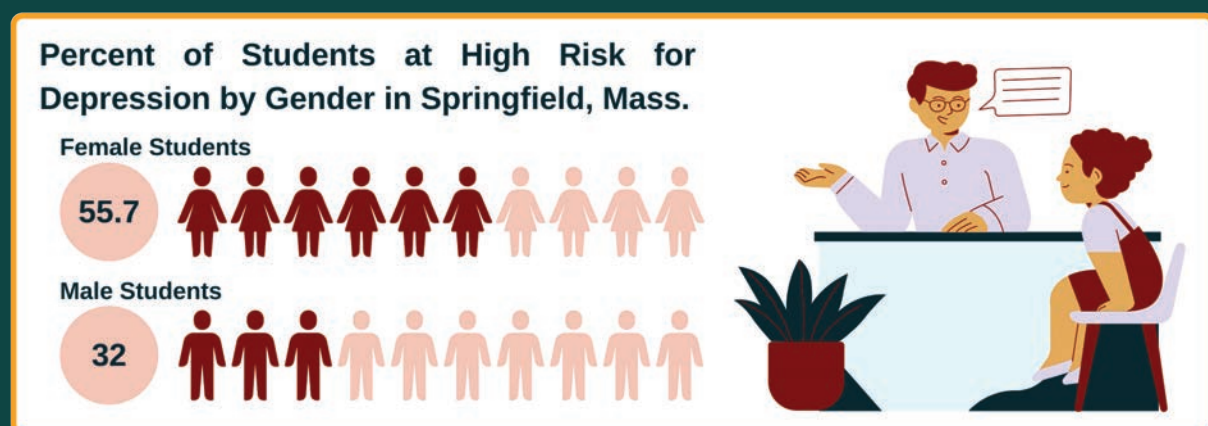 Percent of Students at High Risk for
Depression by Gender in Springfield, Mass.
Female Students
55.7
Male Students
32